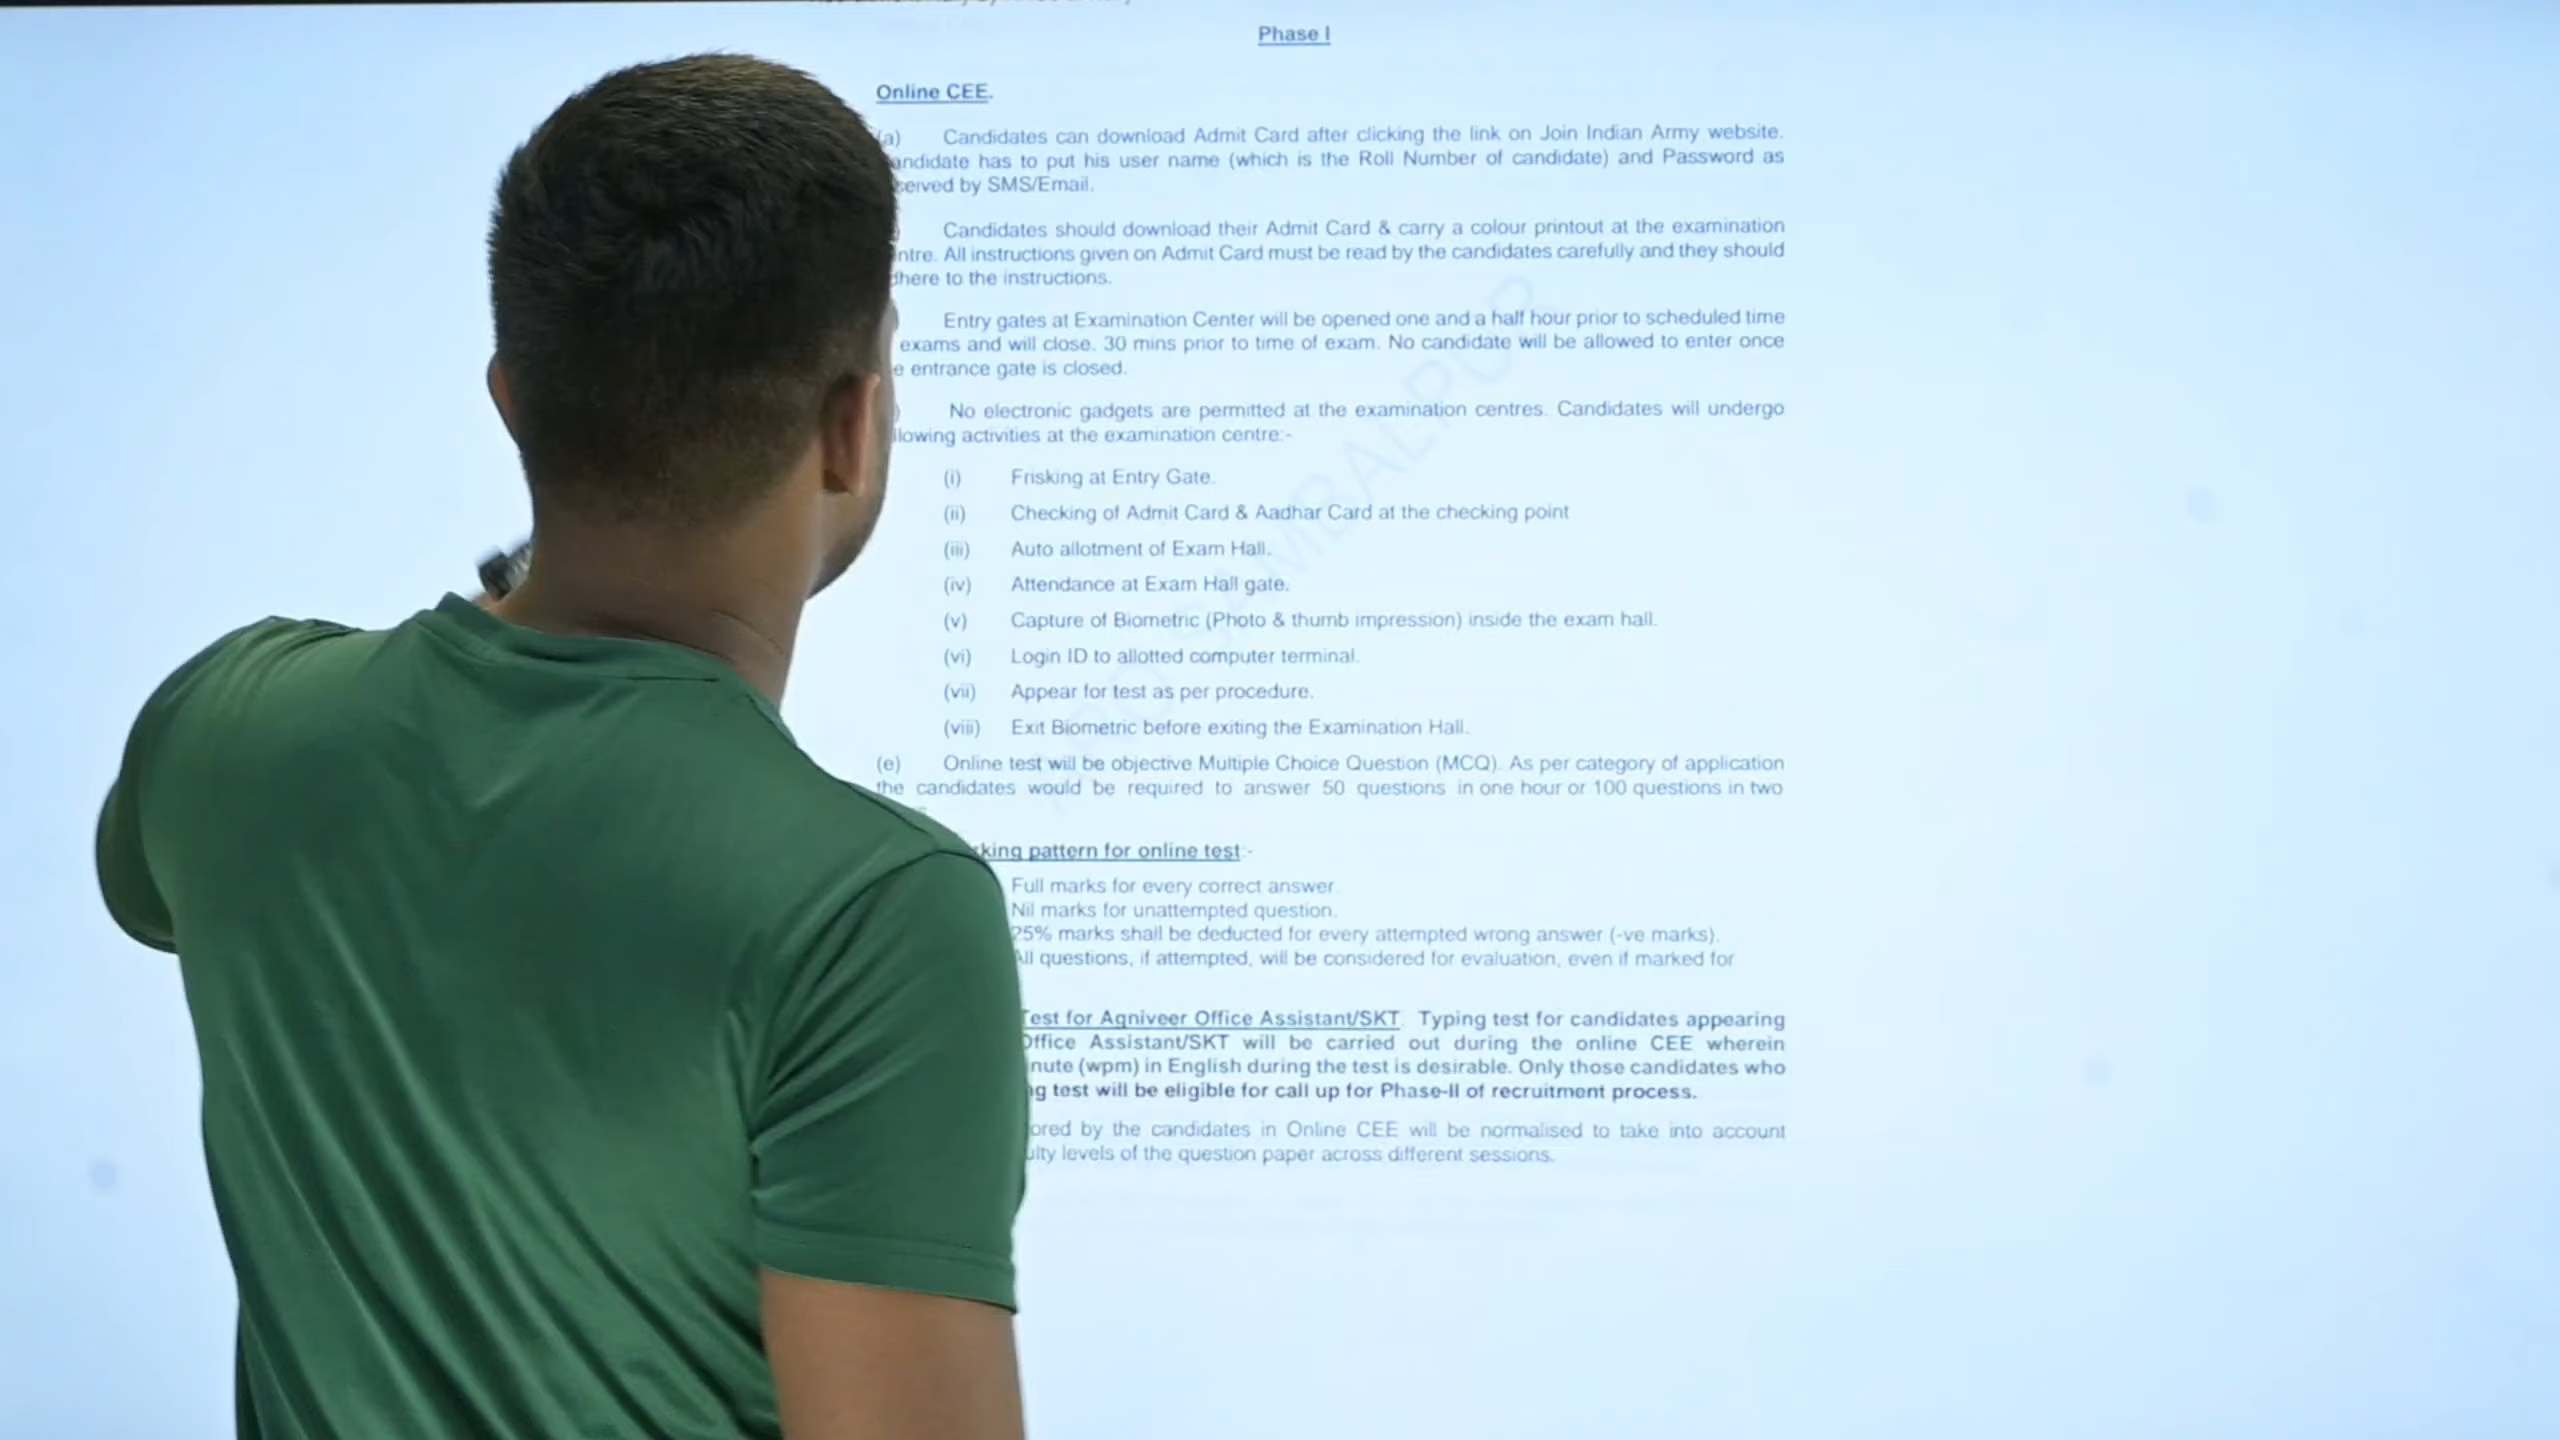 Phase I
Online CEE.
(a) Candidates can download Admit Card after clicking the link on Join Indian Army website.
andidate has to put his user name (which is the Roll Number of candidate) and Password as
served by SMS/Email.
) Candidates should download their Admit Card & carry a colour printout at the examination
ntre. All instructions given on Admit Card must be read by the candidates carefully and they should
here to the instructions.
) Entry gates at Examination Center will be opened one and a half hour prior to scheduled time
exams and will close. 30 mins prior to time of exam. No candidate will be allowed to enter once
e entrance gate is closed.
) No electronic gadgets are permitted at the examination centres. Candidates will undergo
llowing activities at the examination centre:-
(i) Frisking at Entry Gate.
(ii) Checking of Admit Card & Aadhar Card at the checking point
(iii) Auto allotment of Exam Hall.
(iv) Attendance at Exam Hall gate.
(v) Capture of Biometric (Photo & thumb impression) inside the exam hall.
(vi) Login ID to allotted computer terminal.
(vii) Appear for test as per procedure.
(viii) Exit Biometric before exiting the Examination Hall.
(e) Online test will be objective Multiple Choice Question (MCQ). As per category of application
the candidates would be required to answer 50 questions in one hour or 100 questions in two
king pattern for online test:-
Full marks for every correct answer.
Nil marks for unattempted question.
25% marks shall be deducted for every attempted wrong answer (-ve marks).
All questions, if attempted, will be considered for evaluation, even if marked for
Test for Agniveer Office Assistant/SKT. Typing test for candidates appearing
Office Assistant/SKT will be carried out during the online CEE wherein
nute (wpm) in English during the test is desirable. Only those candidates who
ng test will be eligible for call up for Phase-II of recruitment process.
ored by the candidates in Online CEE will be normalised to take into account
ulty levels of the question paper across different sessions.
ARO SAMBALPUR